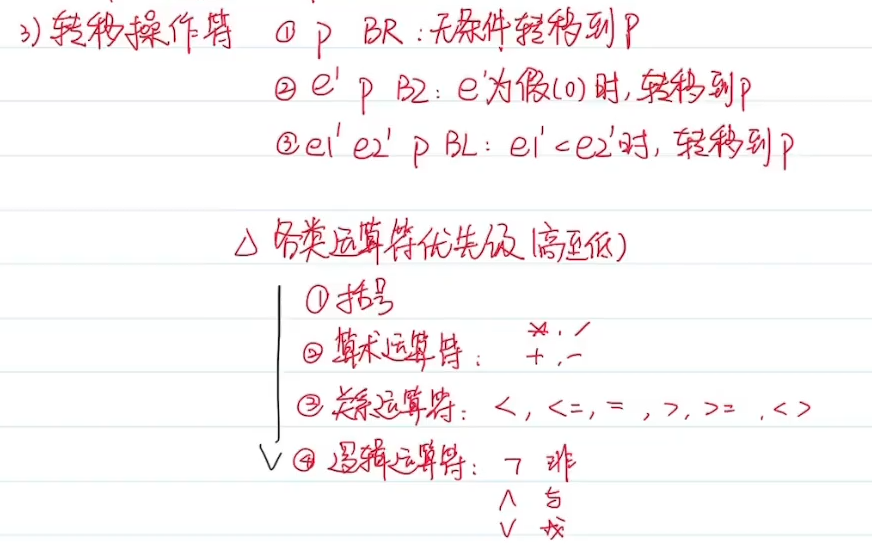 3) 转移操作符 ① p BR：无条件转移到P
② e' p BZ：e'为假(0)时，转移到p
③ e1' e2' p BL：e1'<e2'时，转移到p
△ 各类运算符优先级(高至低)
① 括号
② 算术运算符： *，/
+，-
③ 关系运算符：<，<=，=，>，>=，<>
④ 逻辑运算符：¬ 非
∧ 与
∨ 或